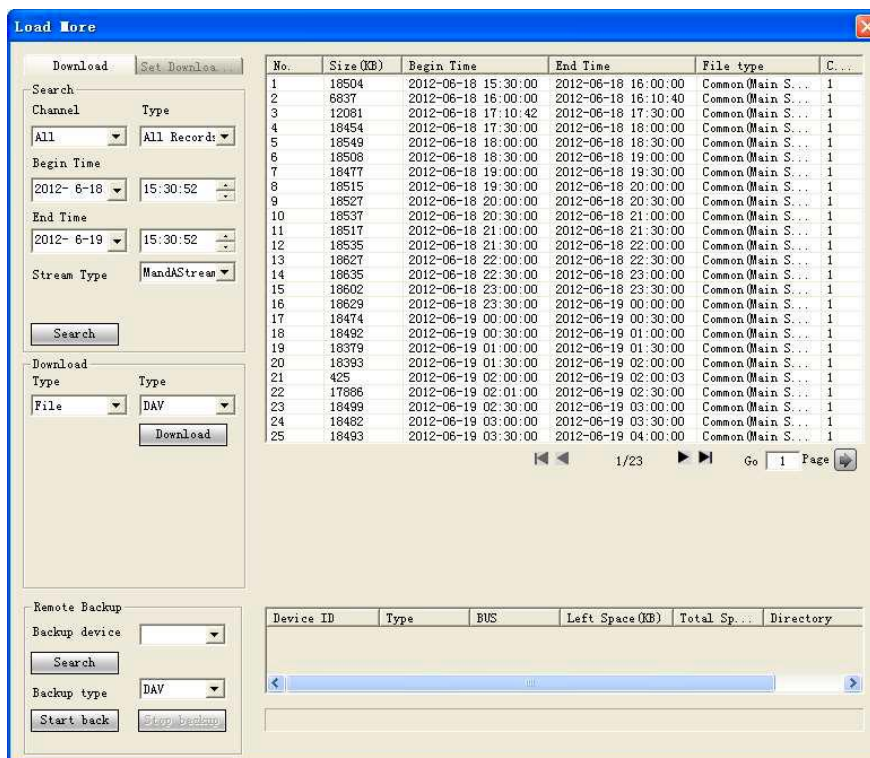 Load More
Download Set Downloa...
Search
Channel Type
All All Records
Begin Time
2012- 6-18 15:30:52
End Time
2012- 6-19 15:30:52
Stream Type MandAStream
Search
Download
Type Type
File DAV
Download
No. Size(KB) Begin Time End Time File type C...
1 18504 2012-06-18 15:30:00 2012-06-18 16:00:00 Common(Main S... 1
2 6837 2012-06-18 16:00:00 2012-06-18 16:10:40 Common(Main S... 1
3 12081 2012-06-18 17:10:42 2012-06-18 17:30:00 Common(Main S... 1
4 18454 2012-06-18 17:30:00 2012-06-18 18:00:00 Common(Main S... 1
5 18549 2012-06-18 18:00:00 2012-06-18 18:30:00 Common(Main S... 1
6 18508 2012-06-18 18:30:00 2012-06-18 19:00:00 Common(Main S... 1
7 18477 2012-06-18 19:00:00 2012-06-18 19:30:00 Common(Main S... 1
8 18515 2012-06-18 19:30:00 2012-06-18 20:00:00 Common(Main S... 1
9 18527 2012-06-18 20:00:00 2012-06-18 20:30:00 Common(Main S... 1
10 18537 2012-06-18 20:30:00 2012-06-18 21:00:00 Common(Main S... 1
11 18517 2012-06-18 21:00:00 2012-06-18 21:30:00 Common(Main S... 1
12 18535 2012-06-18 21:30:00 2012-06-18 22:00:00 Common(Main S... 1
13 18627 2012-06-18 22:00:00 2012-06-18 22:30:00 Common(Main S... 1
14 18635 2012-06-18 22:30:00 2012-06-18 23:00:00 Common(Main S... 1
15 18602 2012-06-18 23:00:00 2012-06-18 23:30:00 Common(Main S... 1
16 18629 2012-06-18 23:30:00 2012-06-19 00:00:00 Common(Main S... 1
17 18474 2012-06-19 00:00:00 2012-06-19 00:30:00 Common(Main S... 1
18 18492 2012-06-19 00:30:00 2012-06-19 01:00:00 Common(Main S... 1
19 18379 2012-06-19 01:00:00 2012-06-19 01:30:00 Common(Main S... 1
20 18393 2012-06-19 01:30:00 2012-06-19 02:00:00 Common(Main S... 1
21 425 2012-06-19 02:00:00 2012-06-19 02:00:03 Common(Main S... 1
22 17886 2012-06-19 02:01:00 2012-06-19 02:30:00 Common(Main S... 1
23 18499 2012-06-19 02:30:00 2012-06-19 03:00:00 Common(Main S... 1
24 18482 2012-06-19 03:00:00 2012-06-19 03:30:00 Common(Main S... 1
25 18493 2012-06-19 03:30:00 2012-06-19 04:00:00 Common(Main S... 1
1/23 Go 1 Page
Remote Backup
Backup device
Search
Backup type DAV
Start back Stop backup
Device ID Type BUS Left Space(KB) Total Sp... Directory